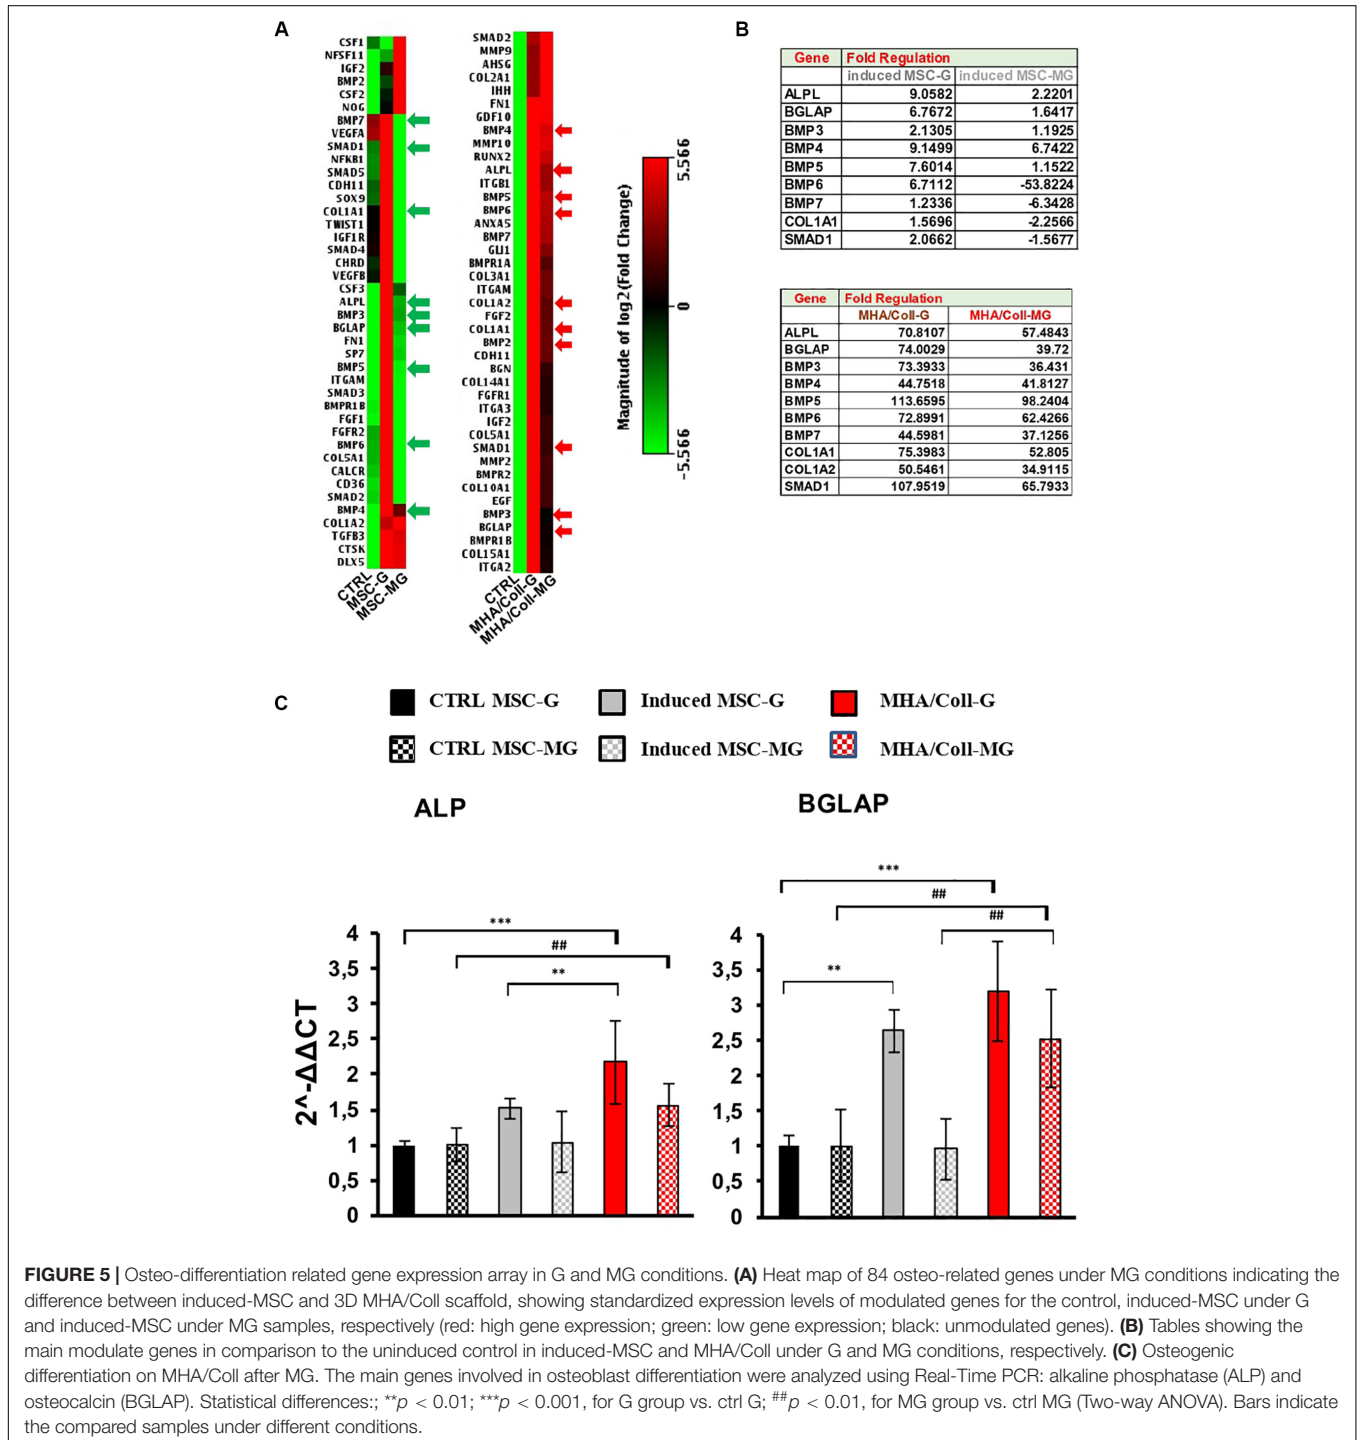 A
CSF1
NFSF11
IGF2
BMP2
CSF2
NOG
BMP7
VEGFA
SMAD1
NFKB1
SMAD5
CDH11
SOX9
COL1A1
TWIST1
IGF1R
SMAD4
CHRD
VEGFB
CSF3
ALPL
BMP3
BGLAP
FN1
SP7
BMP5
ITGAM
SMAD3
BMPR1B
FGF1
FGFR2
BMP6
COL5A1
CALCR
CD36
SMAD2
BMP4
COL1A2
TGFB3
CTSK
DLX5
CTRL
MSC-G
MSC-MG
SMAD2
MMP9
AHSG
COL2A1
IHH
FN1
GDF10
BMP4
MMP10
RUNX2
ALPL
ITGB1
BMP5
BMP6
ANXA5
BMP7
GLI1
BMPR1A
COL3A1
ITGAM
COL1A2
FGF2
COL1A1
BMP2
CDH11
BGN
COL14A1
FGFR1
ITGA3
IGF2
COL5A1
SMAD1
MMP2
BMPR2
COL10A1
EGF
BMP3
BGLAP
BMPR1B
COL15A1
ITGA2
CTRL
MHA/Coll-G
MHA/Coll-MG
Magnitude of log2(Fold Change)
5.566
0
-5.566
B
Gene Fold Regulation
induced MSC-G induced MSC-MG
ALPL 9.0582 2.2201
BGLAP 6.7672 1.6417
BMP3 2.1305 1.1925
BMP4 9.1499 6.7422
BMP5 7.6014 1.1522
BMP6 6.7112 -53.8224
BMP7 1.2336 -6.3428
COL1A1 1.5696 -2.2566
SMAD1 2.0662 -1.5677
Gene Fold Regulation
MHA/Coll-G MHA/Coll-MG
ALPL 70.8107 57.4843
BGLAP 74.0029 39.72
BMP3 73.3933 36.431
BMP4 44.7518 41.8127
BMP5 113.6595 98.2404
BMP6 72.8991 62.4266
BMP7 44.5981 37.1256
COL1A1 75.3983 52.805
COL1A2 50.5461 34.9115
SMAD1 107.9519 65.7933
C
CTRL MSC-G Induced MSC-G MHA/Coll-G
CTRL MSC-MG Induced MSC-MG MHA/Coll-MG
ALP
2^-ΔΔCT
4
3,5
3
2,5
2
1,5
1
0,5
0
***
##
**
BGLAP
4
3,5
3
2,5
2
1,5
1
0,5
0
***
##
##
**
FIGURE 5 | Osteo-differentiation related gene expression array in G and MG conditions. (A) Heat map of 84 osteo-related genes under MG conditions indicating the
difference between induced-MSC and 3D MHA/Coll scaffold, showing standardized expression levels of modulated genes for the control, induced-MSC under G
and induced-MSC under MG samples, respectively (red: high gene expression; green: low gene expression; black: unmodulated genes). (B) Tables showing the
main modulate genes in comparison to the uninduced control in induced-MSC and MHA/Coll under G and MG conditions, respectively. (C) Osteogenic
differentiation on MHA/Coll after MG. The main genes involved in osteoblast differentiation were analyzed using Real-Time PCR: alkaline phosphatase (ALP) and
osteocalcin (BGLAP). Statistical differences:; **p < 0.01; ***p < 0.001, for G group vs. ctrl G; ##p < 0.01, for MG group vs. ctrl MG (Two-way ANOVA). Bars indicate
the compared samples under different conditions.